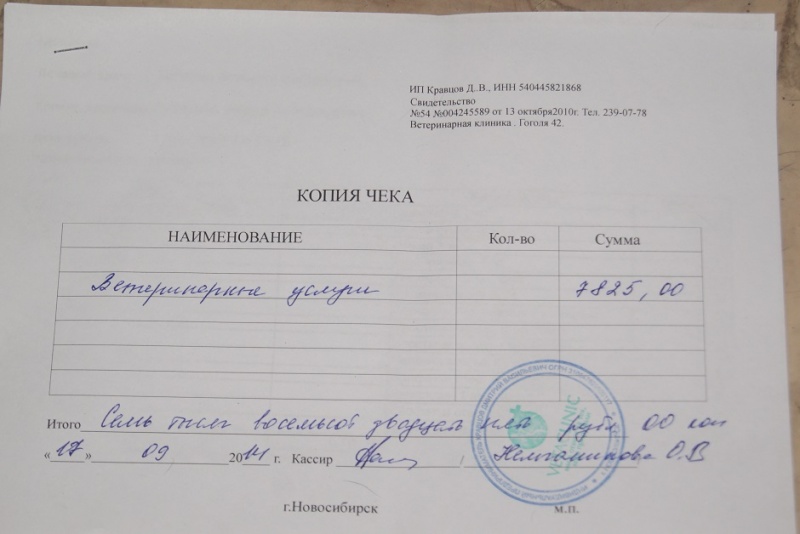 ИП Кравцов Д..В., ИНН 540445821868
Свидетельство
№54 №004245589 от 13 октября2010г. Тел. 239-07-78
Ветеринарная клиника . Гоголя 42.
КОПИЯ ЧЕКА
НАИМЕНОВАНИЕ Кол-во Сумма
Ветеринарные услуги 7825,00
Итого Семь тысяч восемьсот двадцать пять рубл 00 коп
«17» 09 2014 г. Кассир / О.В
г.Новосибирск м.п.